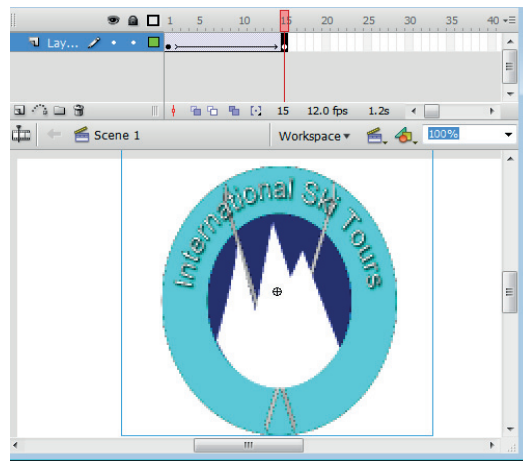 1 5 10 15 20 25 30 35 40
Lay...
15 12.0 fps 1.2s
Scene 1 Workspace 100%
International Ski Tours